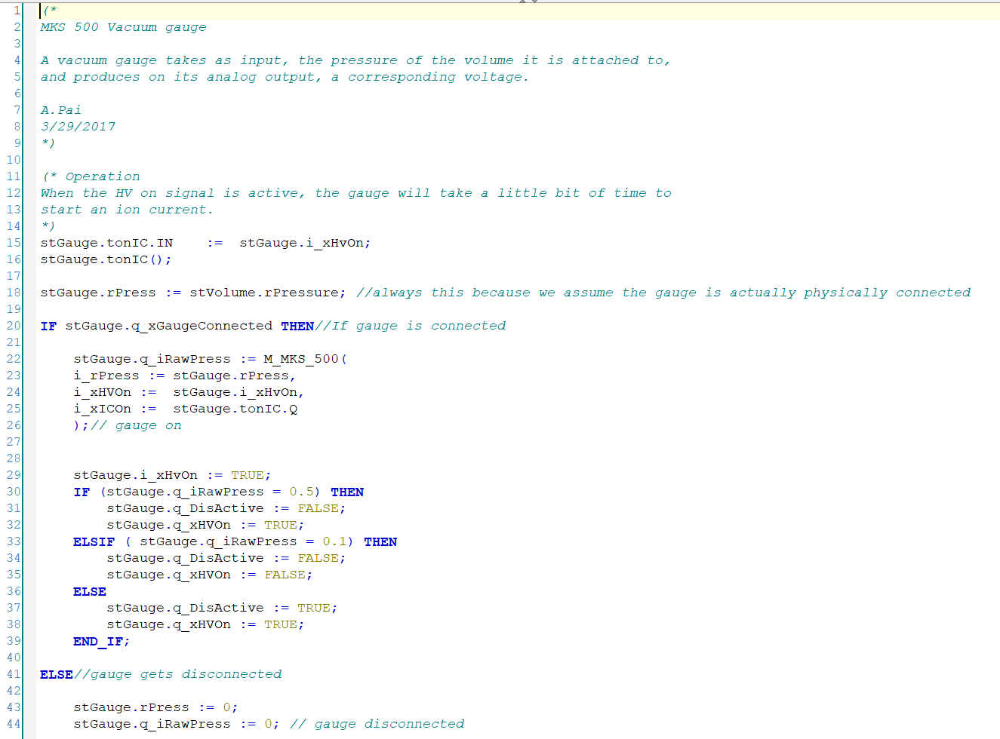 1 (*
2 MKS 500 Vacuum gauge
3
4 A vacuum gauge takes as input, the pressure of the volume it is attached to,
5 and produces on its analog output, a corresponding voltage.
6
7 A.Pai
8 3/29/2017
9 *)
10
11 (* Operation
12 When the HV on signal is active, the gauge will take a little bit of time to
13 start an ion current.
14 *)
15 stGauge.tonIC.IN    :=  stGauge.i_xHvOn;
16 stGauge.tonIC();
17
18 stGauge.rPress := stVolume.rPressure; //always this because we assume the gauge is actually physically connected
19
20 IF stGauge.q_xGaugeConnected THEN//If gauge is connected
21
22     stGauge.q_iRawPress := M_MKS_500(
23     i_rPress := stGauge.rPress,
24     i_xHVOn :=  stGauge.i_xHvOn,
25     i_xICOn :=  stGauge.tonIC.Q
26     );// gauge on
27
28
29     stGauge.i_xHvOn := TRUE;
30     IF (stGauge.q_iRawPress = 0.5) THEN
31         stGauge.q_DisActive := FALSE;
32         stGauge.q_xHVOn := TRUE;
33     ELSIF ( stGauge.q_iRawPress = 0.1) THEN
34         stGauge.q_DisActive := FALSE;
35         stGauge.q_xHVOn := FALSE;
36     ELSE
37         stGauge.q_DisActive := TRUE;
38         stGauge.q_xHVOn := TRUE;
39     END_IF;
40
41 ELSE//gauge gets disconnected
42
43     stGauge.rPress := 0;
44     stGauge.q_iRawPress := 0; // gauge disconnected